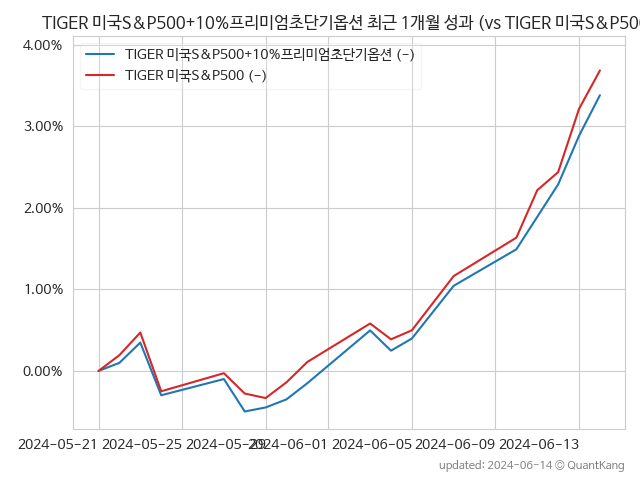 TIGER 미국S&P500+10%프리미엄초단기옵션 최근 1개월 성과 (vs TIGER 미국S&P500
4.00%
TIGER 미국S&P500+10%프리미엄초단기옵션 (-)
TIGER 미국S&P500 (-)
3.00%
2.00%
1.00%
0.00%
2024-05-21 2024-05-25 2024-05-29 2024-06-01 2024-06-05 2024-06-09 2024-06-13
updated: 2024-06-14 © QuantKang